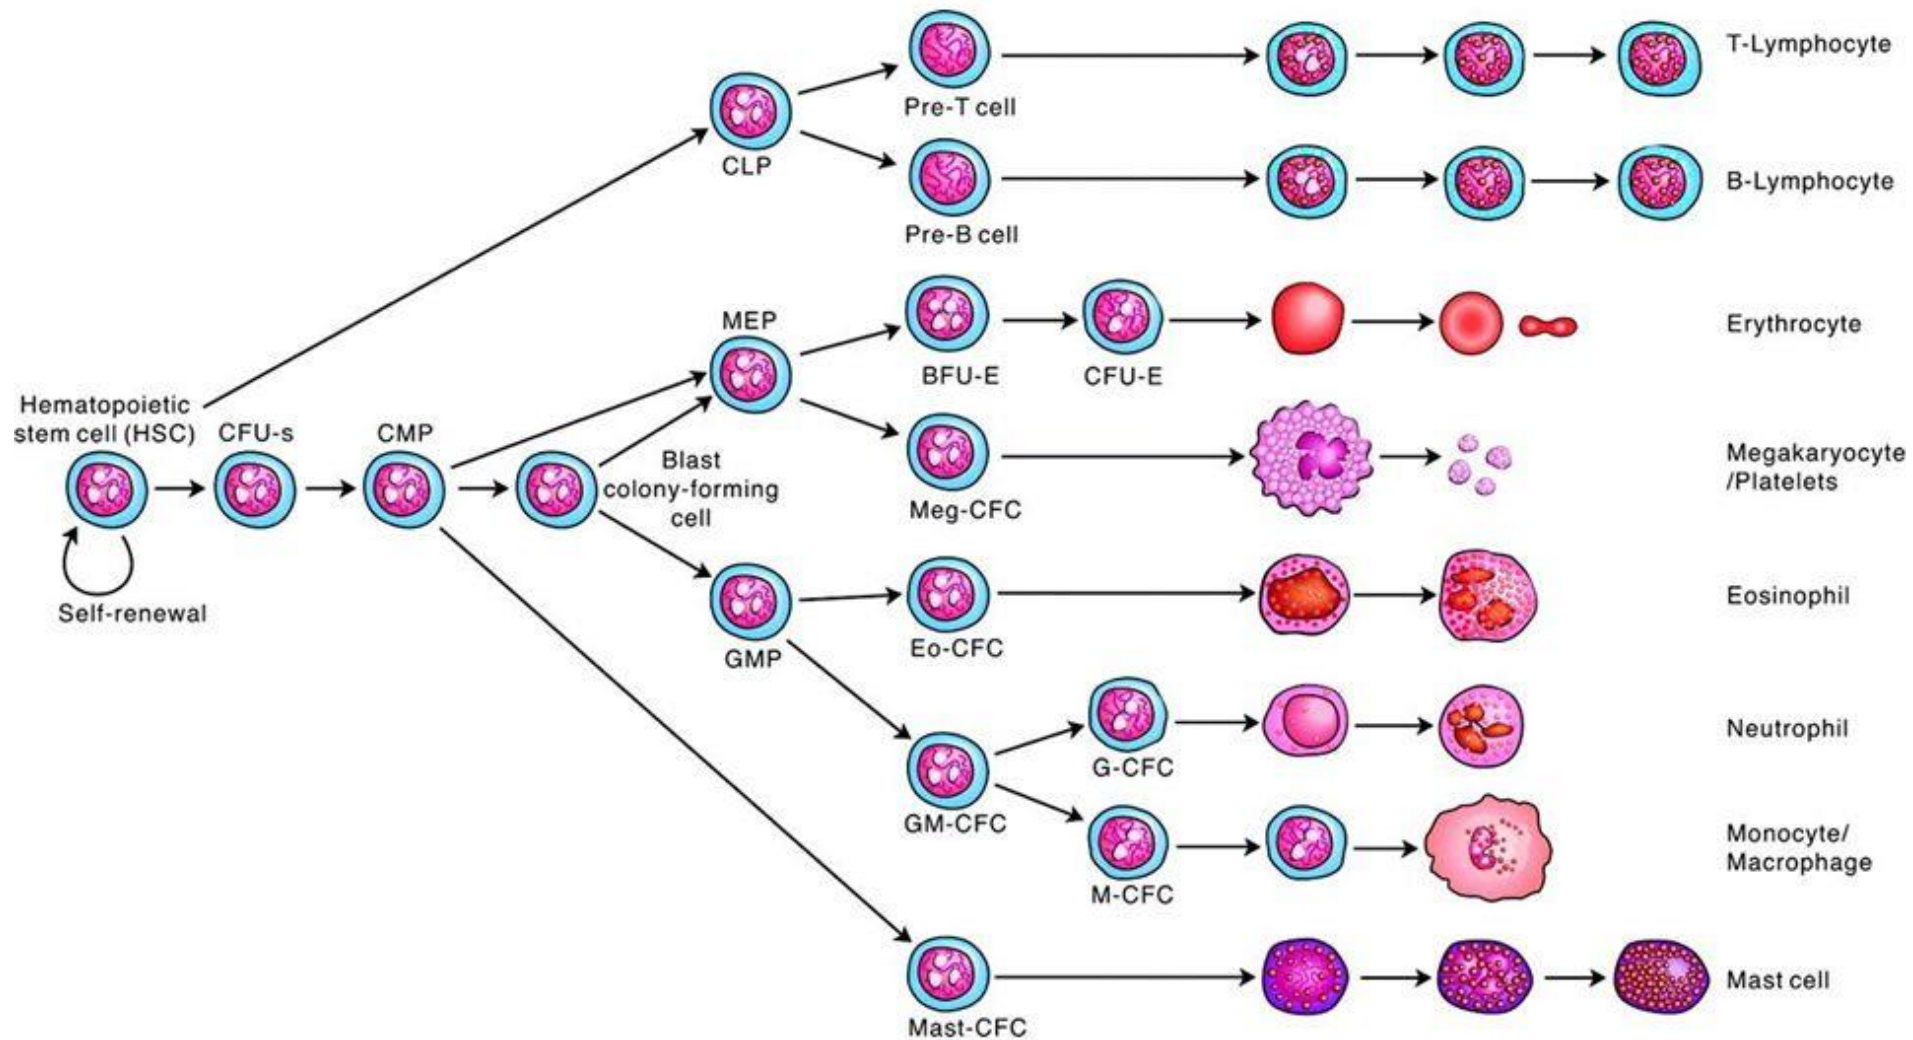 T-Lymphocyte
Pre-T cell
CLP
B-Lymphocyte
Pre-B cell
MEP
Erythrocyte
BFU-E
CFU-E
Hematopoietic
stem cell (HSC)
CFU-s
CMP
Blast
colony-forming
cell
Megakaryocyte
/Platelets
Meg-CFC
Self-renewal
GMP
Eo-CFC
Eosinophil
Neutrophil
G-CFC
GM-CFC
Monocyte/
Macrophage
M-CFC
Mast cell
Mast-CFC